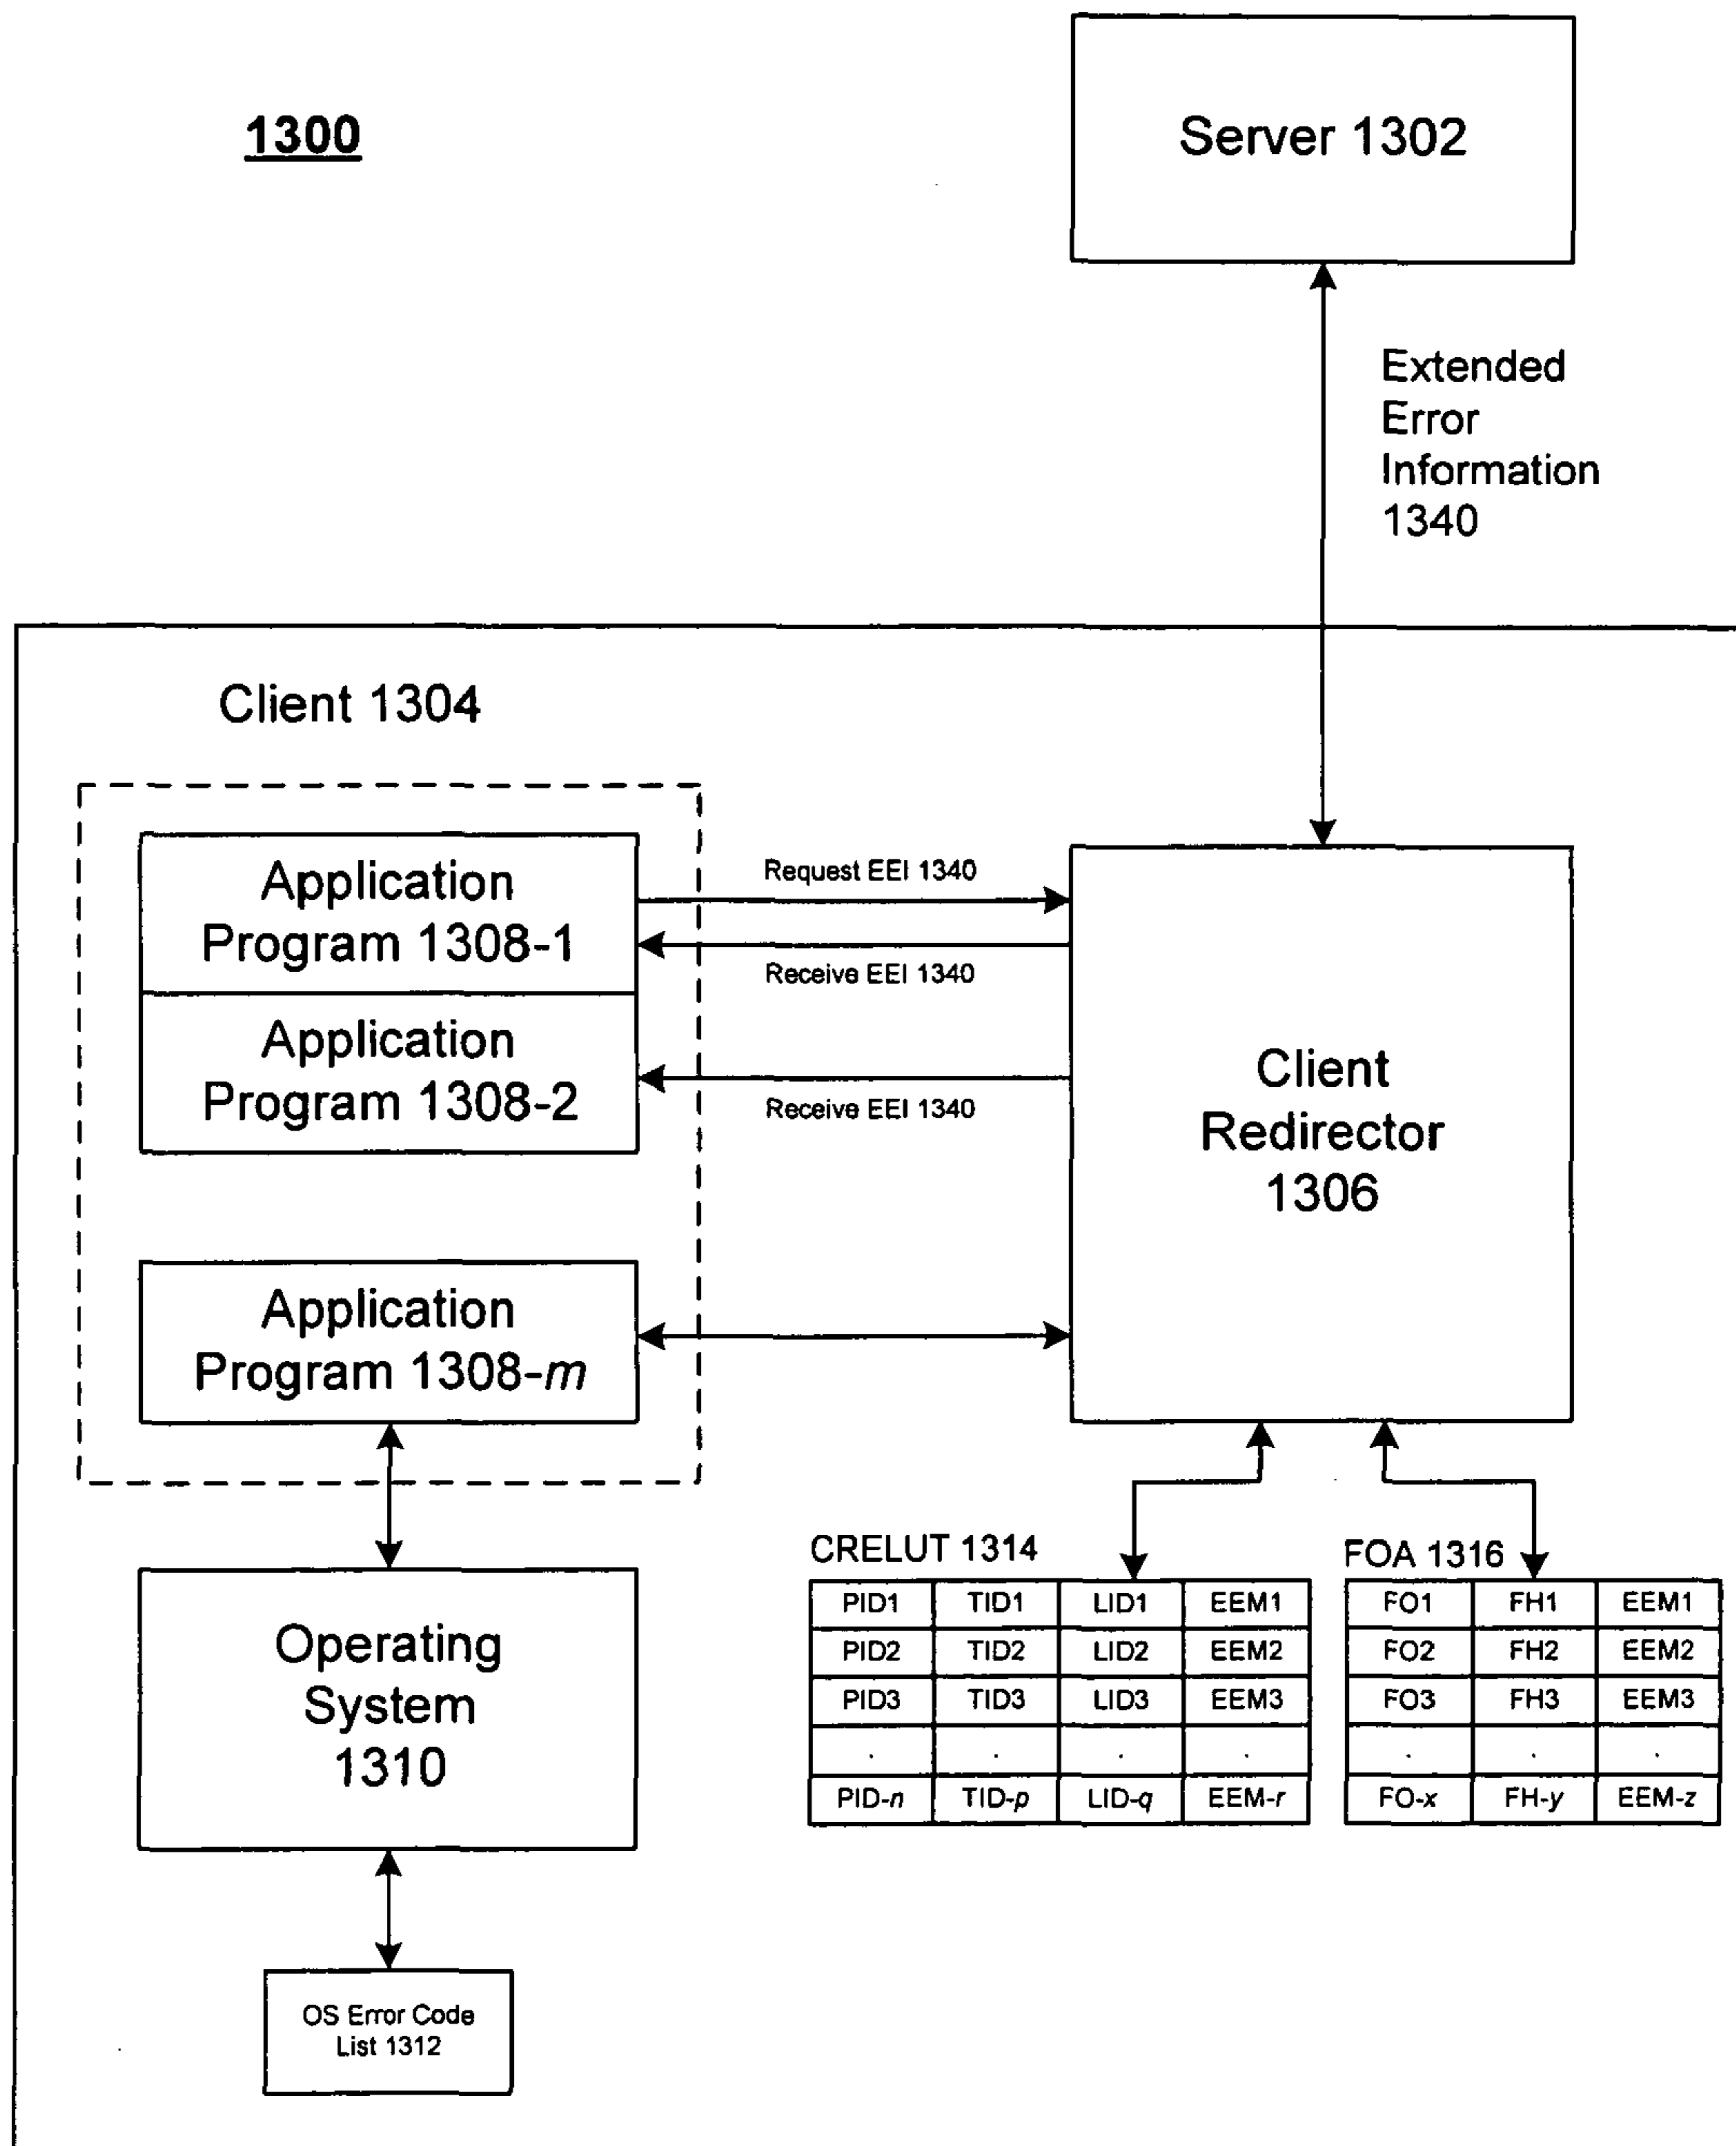 1300
Server 1302
Extended
Error
Information
1340
Client 1304
Application
Program 1308-1
Request EEI 1340
Receive EEI 1340
Application
Program 1308-2
Receive EEI 1340
Client
Redirector
1306
Application
Program 1308-m
Operating
System
1310
OS Error Code
List 1312
CRELUT 1314
PID1 TID1 LID1 EEM1
PID2 TID2 LID2 EEM2
PID3 TID3 LID3 EEM3
. . . .
PID-n TID-p LID-q EEM-r
FOA 1316
FO1 FH1 EEM1
FO2 FH2 EEM2
FO3 FH3 EEM3
. . .
FO-x FH-y EEM-z